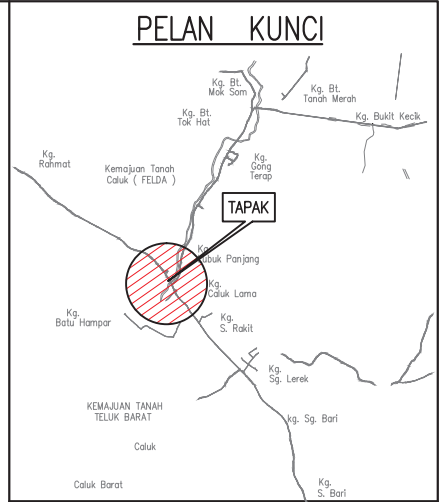 PELAN KUNCI
Kg. Bt.
Mok Som
Kg. Bt.
Tanah Merah
Kg. Bt.
Tok Hat
Kg. Bukit Kecik
Kg.
Rahmat
Kemajuan Tanah
Caluk ( FELDA )
Kg.
Gong
Terap
TAPAK
Kg.
Lubuk Panjang
Kg.
Caluk Lama
Kg.
Batu Hampar
Kg.
S. Rakit
Kg.
Sg. Lerek
KEMAJUAN TANAH
TELUK BARAT
kg. Sg. Bari
Caluk
Caluk Barat
Kg.
S. Bari